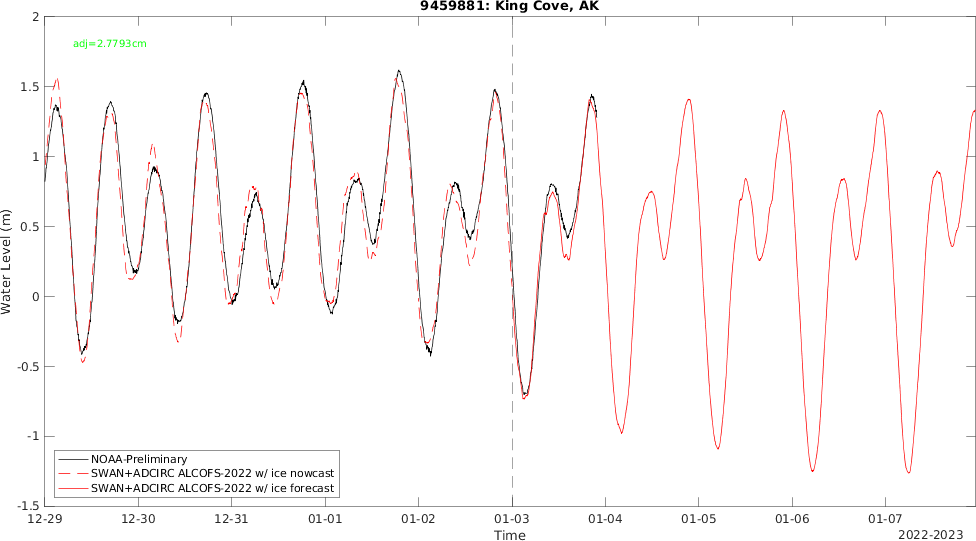 9459881: King Cove, AK
adj=2.7793cm
2
1.5
1
0.5
0
-0.5
-1
-1.5
Water Level (m)
NOAA-Preliminary
SWAN+ADCIRC ALCOFS-2022 w/ ice nowcast
SWAN+ADCIRC ALCOFS-2022 w/ ice forecast
12-29 12-30 12-31 01-01 01-02 01-03 01-04 01-05 01-06 01-07
Time
2022-2023